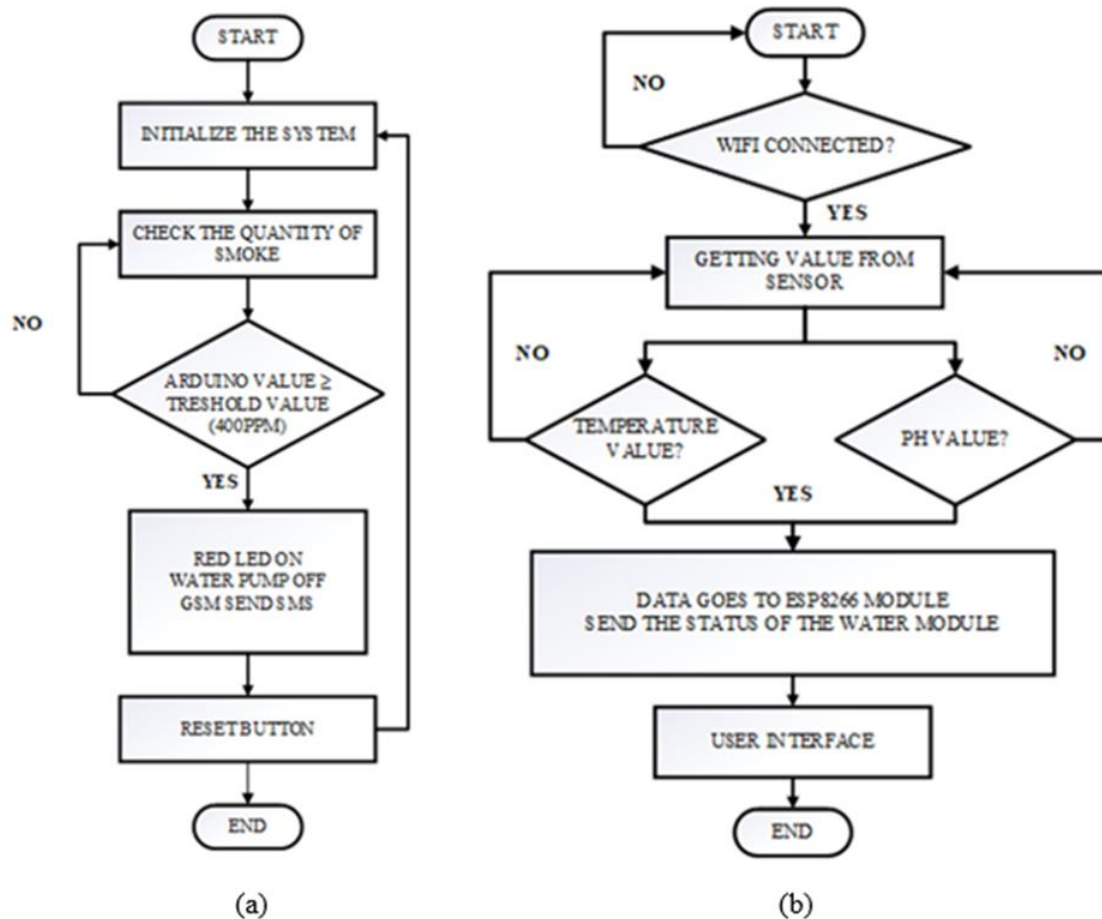 START
INITIALIZE THE SYSTEM
CHECK THE QUANTITY OF
SMOKE
NO
ARDUINO VALUE ≥
TRESHOLD VALUE
(400PPM)
YES
RED LED ON
WATER PUMP OFF
GSM SEND SMS
RESET BUTTON
END
(a)
START
NO
WIFI CONNECTED?
YES
GETTING VALUE FROM
SENSOR
NO
NO
TEMPERATURE
VALUE?
PH VALUE?
YES
DATA GOES TO ESP8266 MODULE
SEND THE STATUS OF THE WATER MODULE
USER INTERFACE
END
(b)